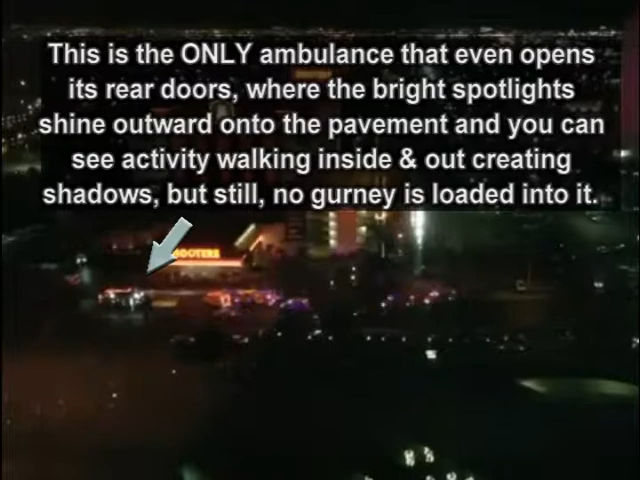 This is the ONLY ambulance that even opens
its rear doors, where the bright spotlights
shine outward onto the pavement and you can
see activity walking inside & out creating
shadows, but still, no gurney is loaded into it.
HOOTERS